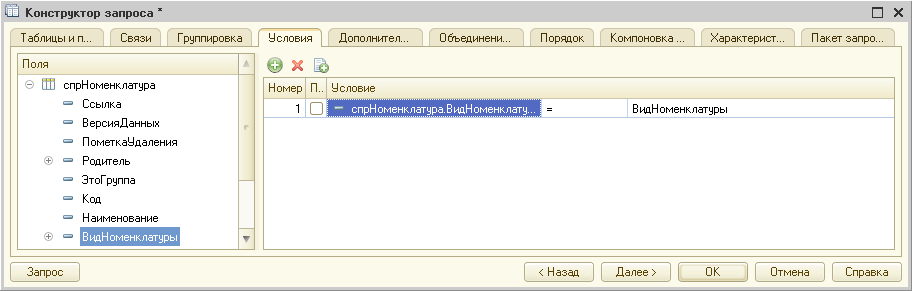 Конструктор запроса *
Таблицы и п...
Связи
Группировка
Условия
Дополнител...
Объединени...
Порядок
Компоновка ...
Характерист...
Пакет запро...
Поля
спрНоменклатура
Ссылка
ВерсияДанных
ПометкаУдаления
Родитель
ЭтоГруппа
Код
Наименование
ВидНоменклатуры
Номер П.. Условие
1 спрНоменклатура.ВидНоменклату... = ВидНоменклатуры
Запрос
< Назад
Далее >
OK
Отмена
Справка